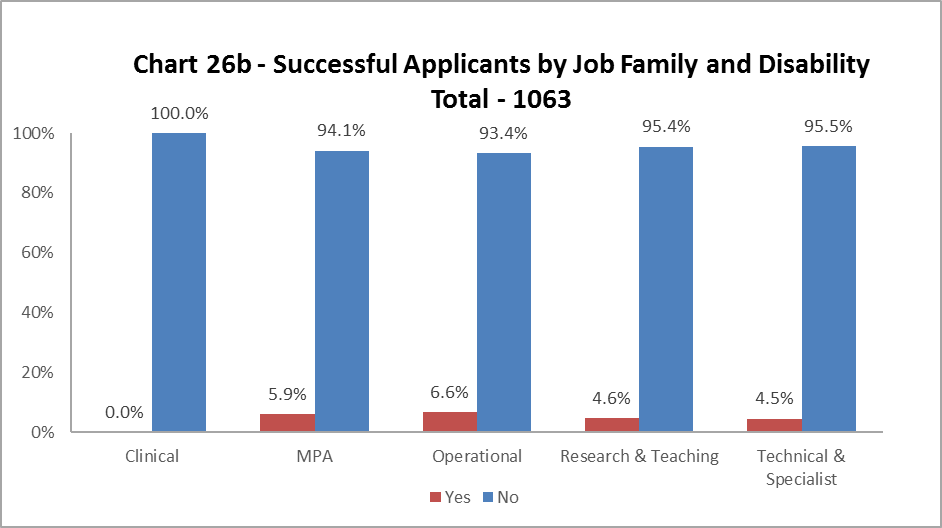 Chart 26b - Successful Applicants by Job Family and Disability
Total - 1063
100.0%
94.1%
93.4%
95.4%
95.5%
100%
80%
60%
40%
20%
0%
0.0%
5.9%
6.6%
4.6%
4.5%
Clinical
MPA
Operational
Research & Teaching
Technical &
Specialist
Yes
No